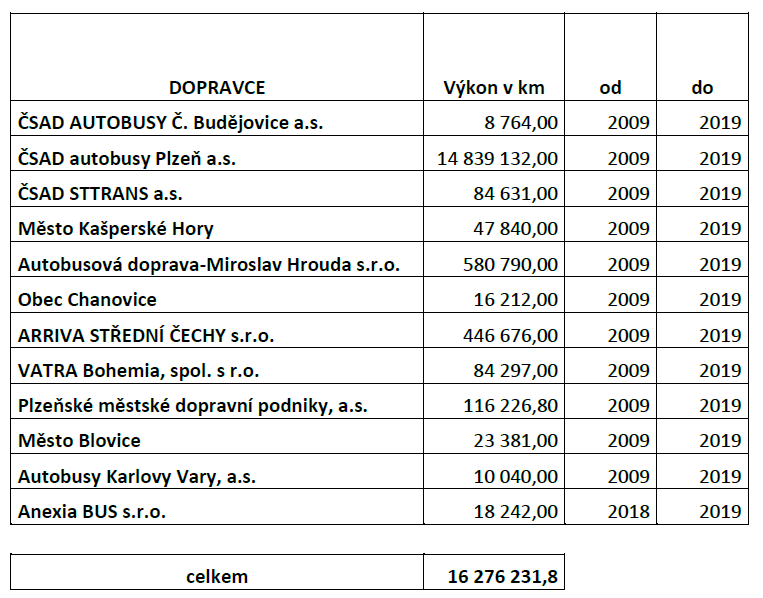 DOPRAVCE Výkon v km od do
ČSAD AUTOBUSY Č. Budějovice a.s. 8 764,00 2009 2019
ČSAD autobusy Plzeň a.s. 14 839 132,00 2009 2019
ČSAD STTRANS a.s. 84 631,00 2009 2019
Město Kašperské Hory 47 840,00 2009 2019
Autobusová doprava-Miroslav Hrouda s.r.o. 580 790,00 2009 2019
Obec Chanovice 16 212,00 2009 2019
ARRIVA STŘEDNÍ ČECHY s.r.o. 446 676,00 2009 2019
VATRA Bohemia, spol. s r.o. 84 297,00 2009 2019
Plzeňské městské dopravní podniky, a.s. 116 226,80 2009 2019
Město Blovice 23 381,00 2009 2019
Autobusy Karlovy Vary, a.s. 10 040,00 2009 2019
Anexia BUS s.r.o. 18 242,00 2018 2019
celkem 16 276 231,8